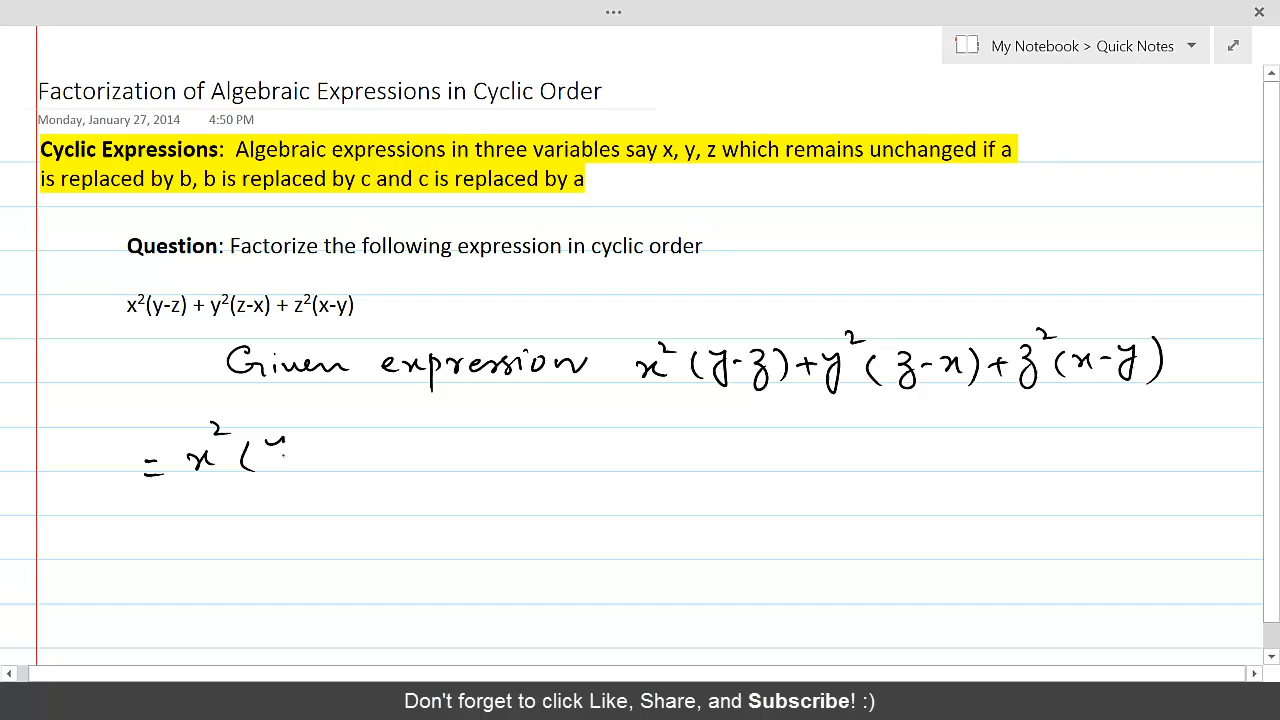 My Notebook > Quick Notes
Factorization of Algebraic Expressions in Cyclic Order
Monday, January 27, 2014 4:50 PM
Cyclic Expressions: Algebraic expressions in three variables say x, y, z which remains unchanged if a
is replaced by b, b is replaced by c and c is replaced by a
Question: Factorize the following expression in cyclic order
x²(y-z) + y²(z-x) + z²(x-y)
Given expression x²(y-z)+y²(z-x)+z²(x-y)
= x²(
Don't forget to click Like, Share, and Subscribe! :)